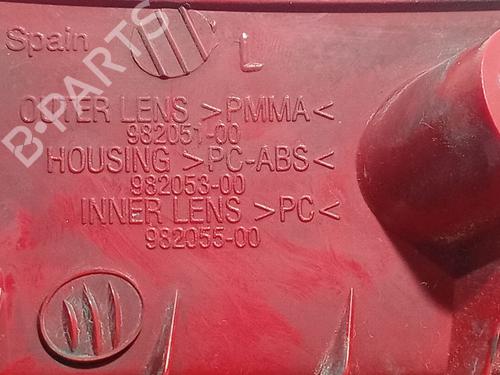 Spain
L
OUTER LENS >PMMA<
982051-00
HOUSING >PC-ABS<
982053-00
INNER LENS >PC<
982055-00
B-PARTS